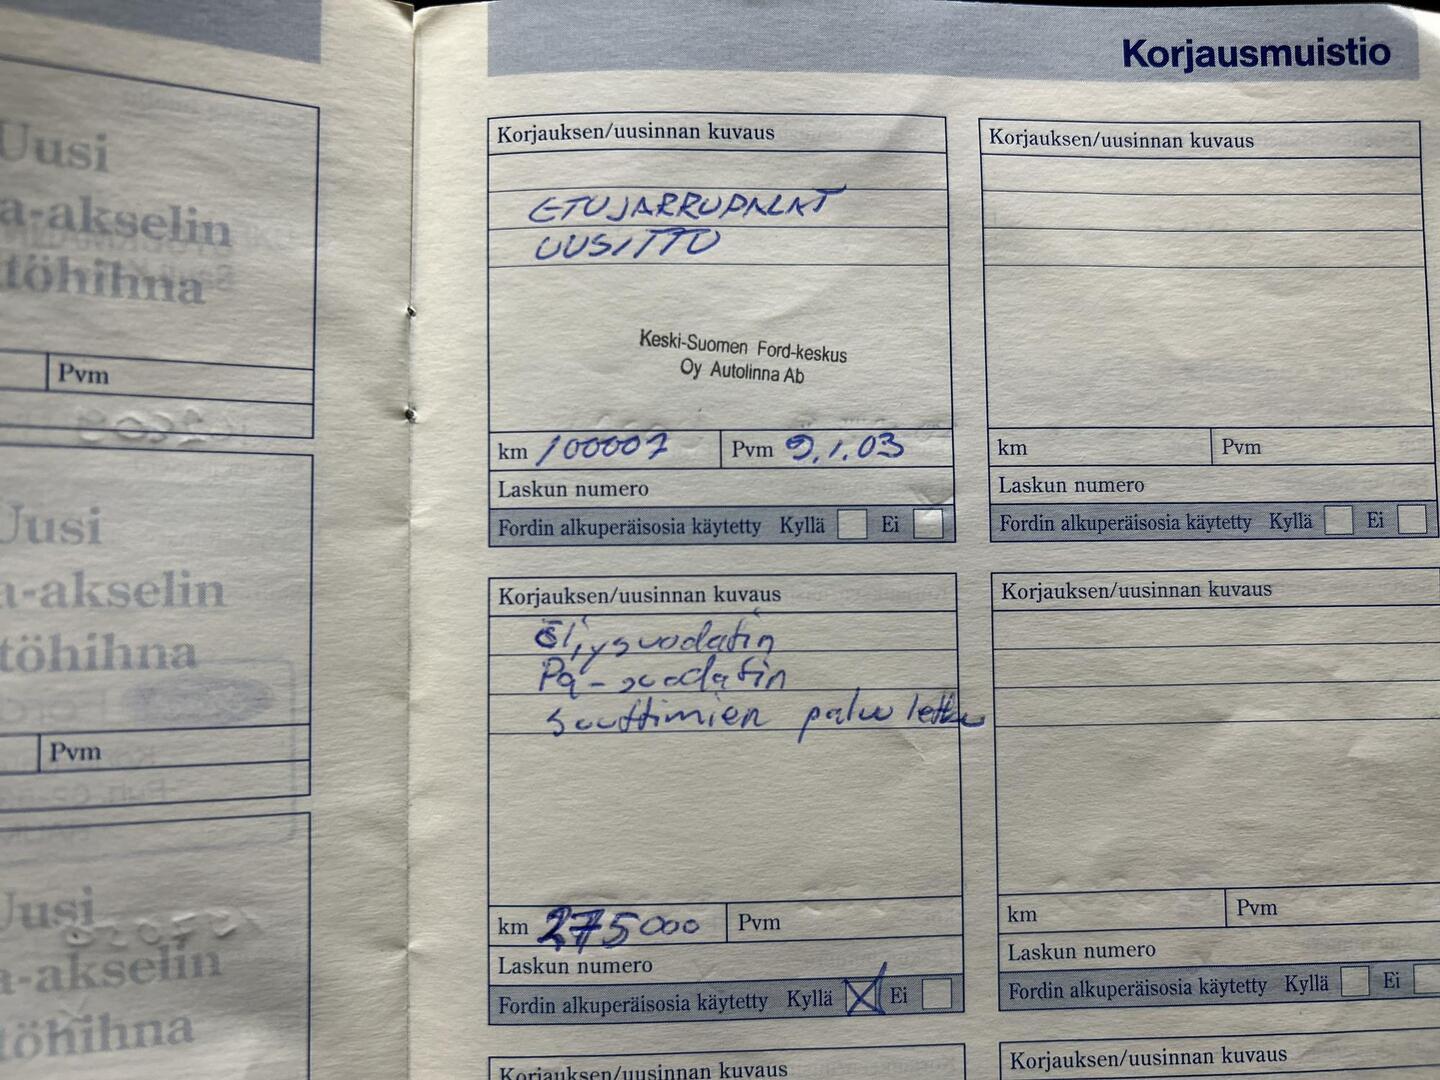 Uusi
a-akselin
töhihna
Pvm
Uusi
a-akselin
töhihna
Pvm
Uusi
a-akselin
töhihna
Korjausmuistio
Korjauksen/uusinnan kuvaus
ETUJARRUPALAT
UUSITTU
Keski-Suomen Ford-keskus
Oy Autolinna Ab
km 100007 Pvm 9.1.03
Laskun numero
Fordin alkuperäisosia käytetty Kyllä Ei
Korjauksen/uusinnan kuvaus
km Pvm
Laskun numero
Fordin alkuperäisosia käytetty Kyllä Ei
Korjauksen/uusinnan kuvaus
Öljysuodatin
Pa-suodatin
suuttimien paluu letku
km 275000 Pvm
Laskun numero
Fordin alkuperäisosia käytetty Kyllä Ei
Korjauksen/uusinnan kuvaus
km Pvm
Laskun numero
Fordin alkuperäisosia käytetty Kyllä Ei
Korjauksen/uusinnan kuvaus
Korjauksen/uusinnan kuvaus